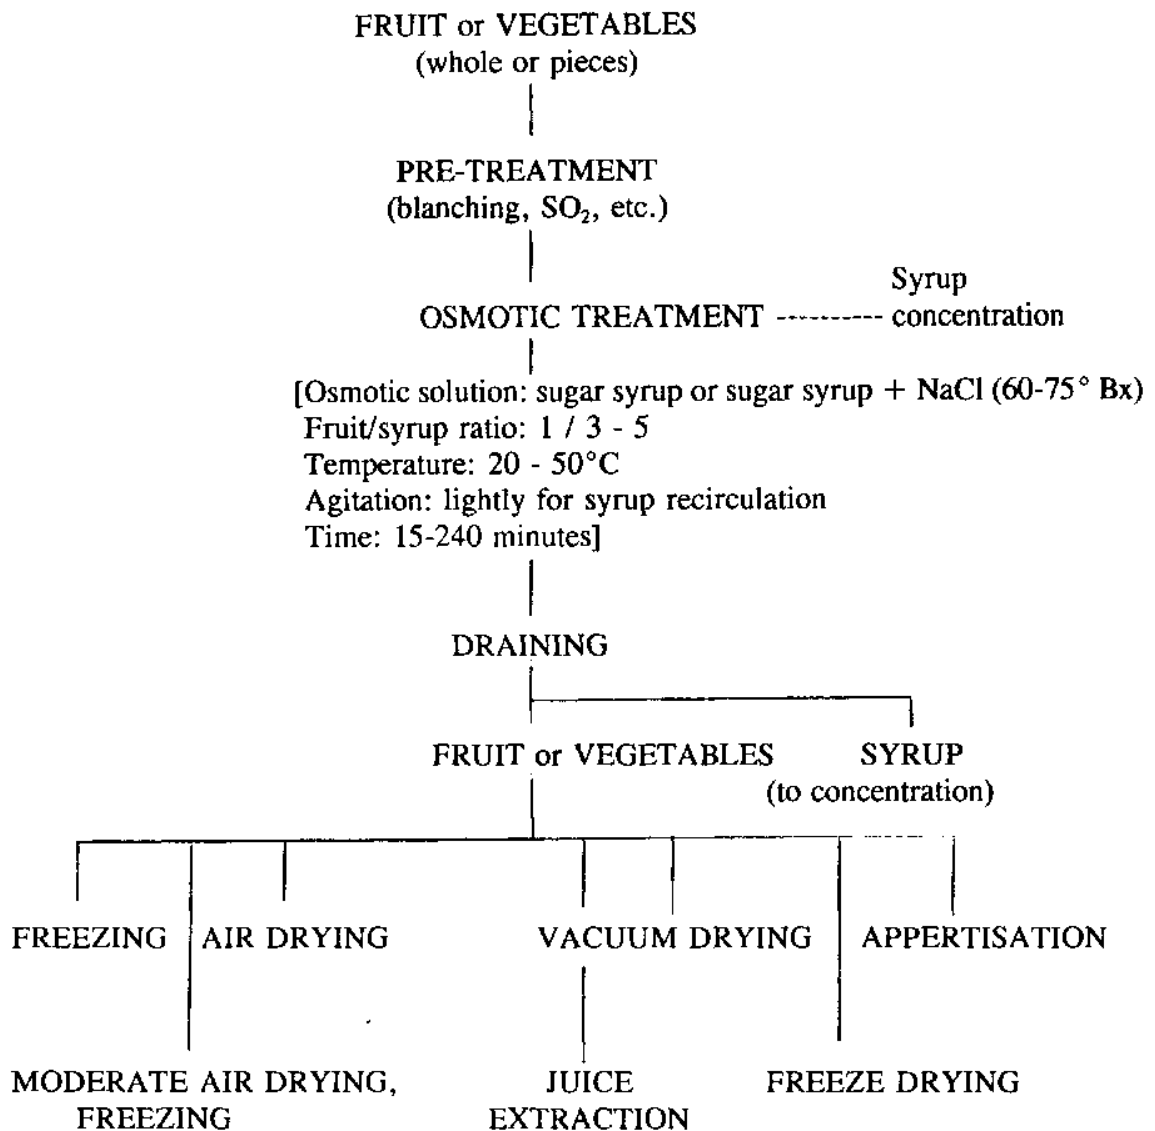 FRUIT or VEGETABLES
(whole or pieces)
PRE-TREATMENT
(blanching, SO₂, etc.)
OSMOTIC TREATMENT ---------- Syrup
concentration
[Osmotic solution: sugar syrup or sugar syrup + NaCl (60-75° Bx)
Fruit/syrup ratio: 1 / 3 - 5
Temperature: 20 - 50°C
Agitation: lightly for syrup recirculation
Time: 15-240 minutes]
DRAINING
FRUIT or VEGETABLES
SYRUP
(to concentration)
FREEZING
AIR DRYING
VACUUM DRYING
APPERTISATION
MODERATE AIR DRYING,
FREEZING
JUICE
EXTRACTION
FREEZE DRYING